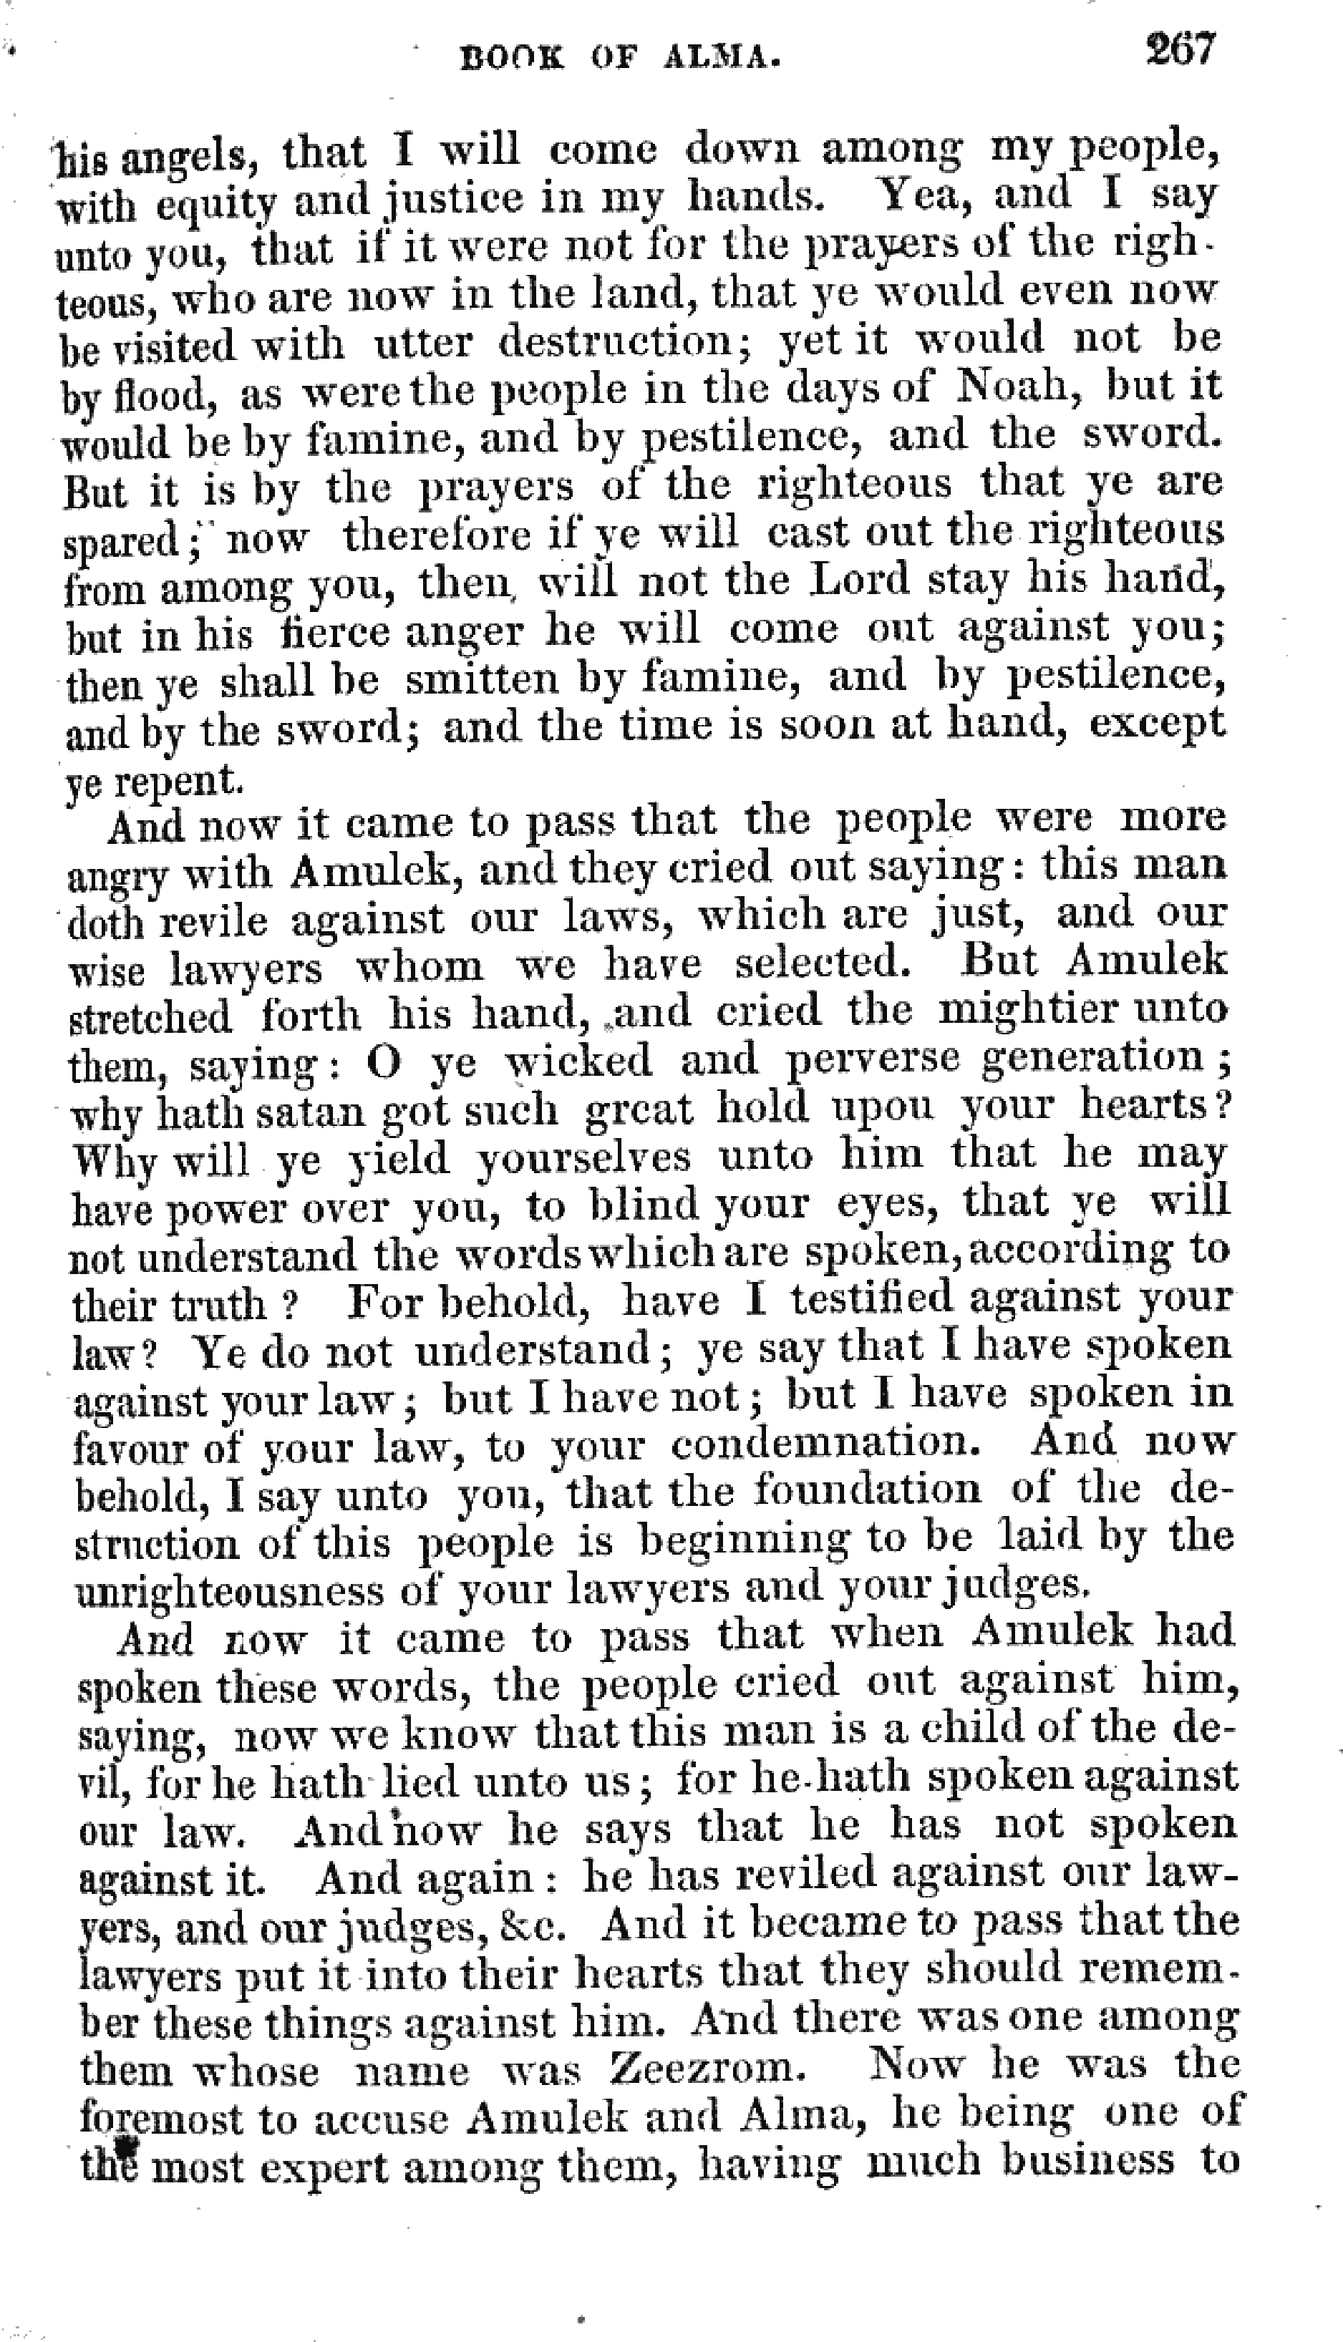 BOOK OF ALMA. 267
his angels, that I will come down among my people,
with equity and justice in my hands. Yea, and I say
unto you, that if it were not for the prayers of the righ-
teous, who are now in the land, that ye would even now
be visited with utter destruction; yet it would not be
by flood, as were the people in the days of Noah, but it
would be by famine, and by pestilence, and the sword.
But it is by the prayers of the righteous that ye are
spared; now therefore if ye will cast out the righteous
from among you, then, will not the Lord stay his hand,
but in his fierce anger he will come out against you;
then ye shall be smitten by famine, and by pestilence,
and by the sword; and the time is soon at hand, except
ye repent.
And now it came to pass that the people were more
angry with Amulek, and they cried out saying: this man
doth revile against our laws, which are just, and our
wise lawyers whom we have selected. But Amulek
stretched forth his hand, and cried the mightier unto
them, saying: O ye wicked and perverse generation;
why hath satan got such great hold upon your hearts?
Why will ye yield yourselves unto him that he may
have power over you, to blind your eyes, that ye will
not understand the words which are spoken, according to
their truth? For behold, have I testified against your
law? Ye do not understand; ye say that I have spoken
against your law; but I have not; but I have spoken in
favour of your law, to your condemnation. And now
behold, I say unto you, that the foundation of the de-
struction of this people is beginning to be laid by the
unrighteousness of your lawyers and your judges.
And now it came to pass that when Amulek had
spoken these words, the people cried out against him,
saying, now we know that this man is a child of the de-
vil, for he hath lied unto us; for he hath spoken against
our law. And now he says that he has not spoken
against it. And again: he has reviled against our law-
yers, and our judges, &c. And it became to pass that the
lawyers put it into their hearts that they should remem-
ber these things against him. And there was one among
them whose name was Zeezrom. Now he was the
foremost to accuse Amulek and Alma, he being one of
the most expert among them, having much business to